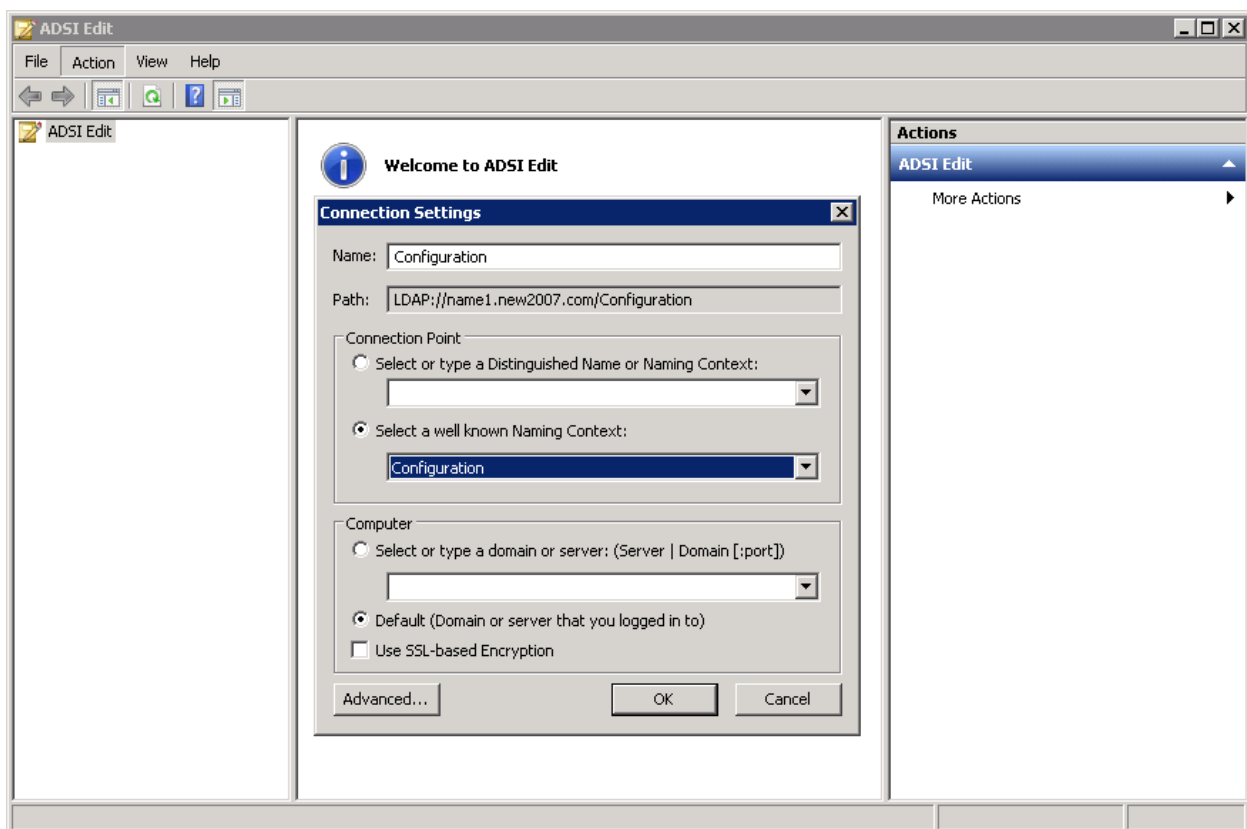 ADSI Edit
File Action View Help
ADSI Edit
Welcome to ADSI Edit
Connection Settings
Name: Configuration
Path: LDAP://name1.new2007.com/Configuration
Connection Point
Select or type a Distinguished Name or Naming Context:
Select a well known Naming Context:
Configuration
Computer
Select or type a domain or server: (Server | Domain [:port])
Default (Domain or server that you logged in to)
Use SSL-based Encryption
Advanced... OK Cancel
Actions
ADSI Edit
More Actions